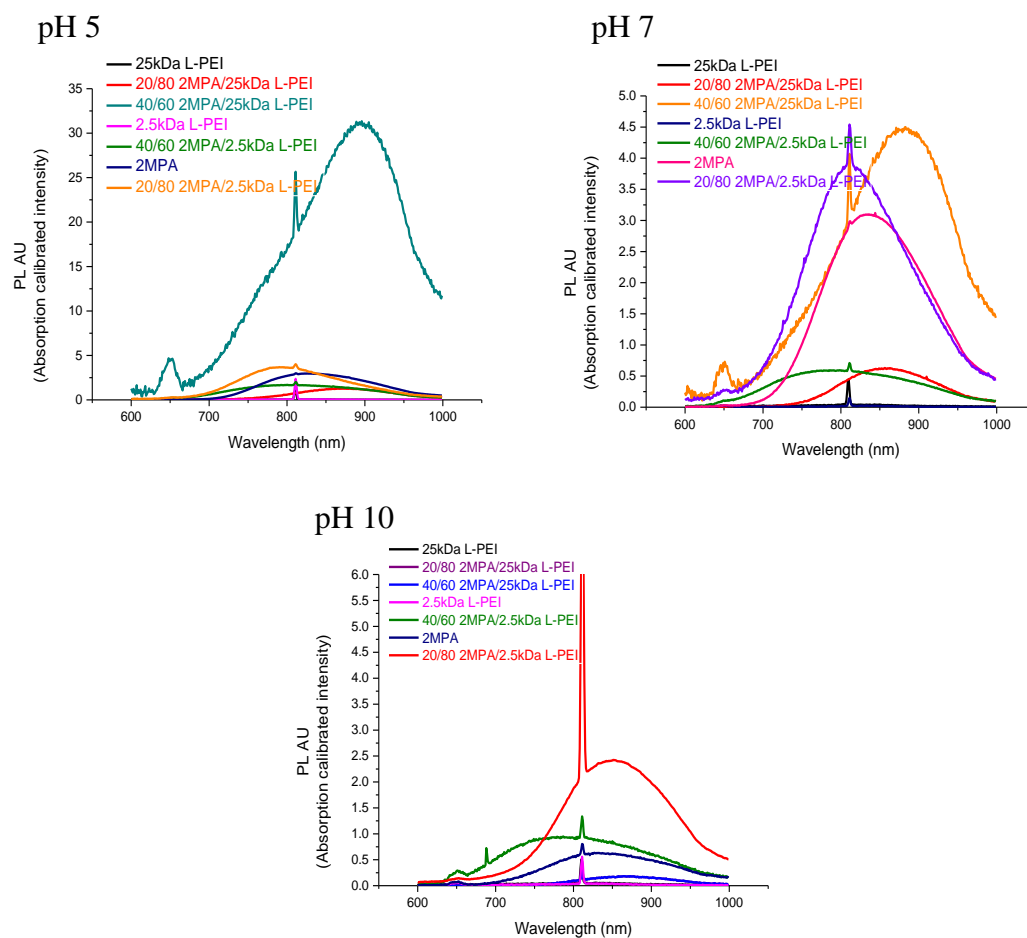 pH 5
25kDa L-PEI
20/80 2MPA/25kDa L-PEI
40/60 2MPA/25kDa L-PEI
2.5kDa L-PEI
40/60 2MPA/2.5kDa L-PEI
2MPA
20/80 2MPA/2.5kDa L-PEI
35
30
25
20
15
10
5
0
600 700 800 900 1000
Wavelength (nm)
PL AU
(Absorption calibrated intensity)
pH 7
25kDa L-PEI
20/80 2MPA/25kDa L-PEI
40/60 2MPA/25kDa L-PEI
2.5kDa L-PEI
40/60 2MPA/2.5kDa L-PEI
2MPA
20/80 2MPA/2.5kDa L-PEI
5.0
4.5
4.0
3.5
3.0
2.5
2.0
1.5
1.0
0.5
0.0
600 700 800 900 1000
Wavelength (nm)
PL AU
(Absorption calibrated intensity)
pH 10
25kDa L-PEI
20/80 2MPA/25kDa L-PEI
40/60 2MPA/25kDa L-PEI
2.5kDa L-PEI
40/60 2MPA/2.5kDa L-PEI
2MPA
20/80 2MPA/2.5kDa L-PEI
6.0
5.5
5.0
4.5
4.0
3.5
3.0
2.5
2.0
1.5
1.0
0.5
0.0
600 700 800 900 1000
Wavelength (nm)
PL AU
(Absorption calibrated intensity)